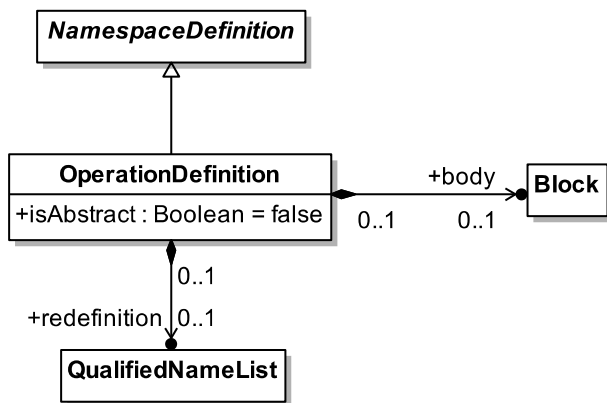 NamespaceDefinition
OperationDefinition
+isAbstract : Boolean = false
+body
0..1
0..1
Block
0..1
+redefinition
0..1
QualifiedNameList